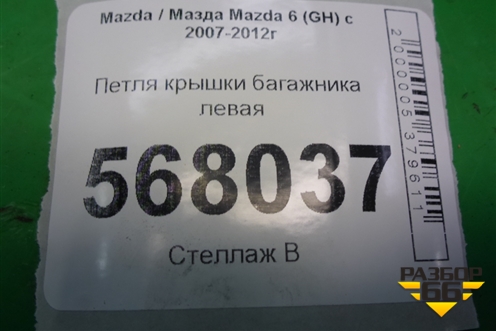 Mazda / Мазда Mazda 6 (GH) с
2007-2012г
Петля крышки багажника
левая
568037
Стеллаж В
2000005379611
РАЗБОР
66